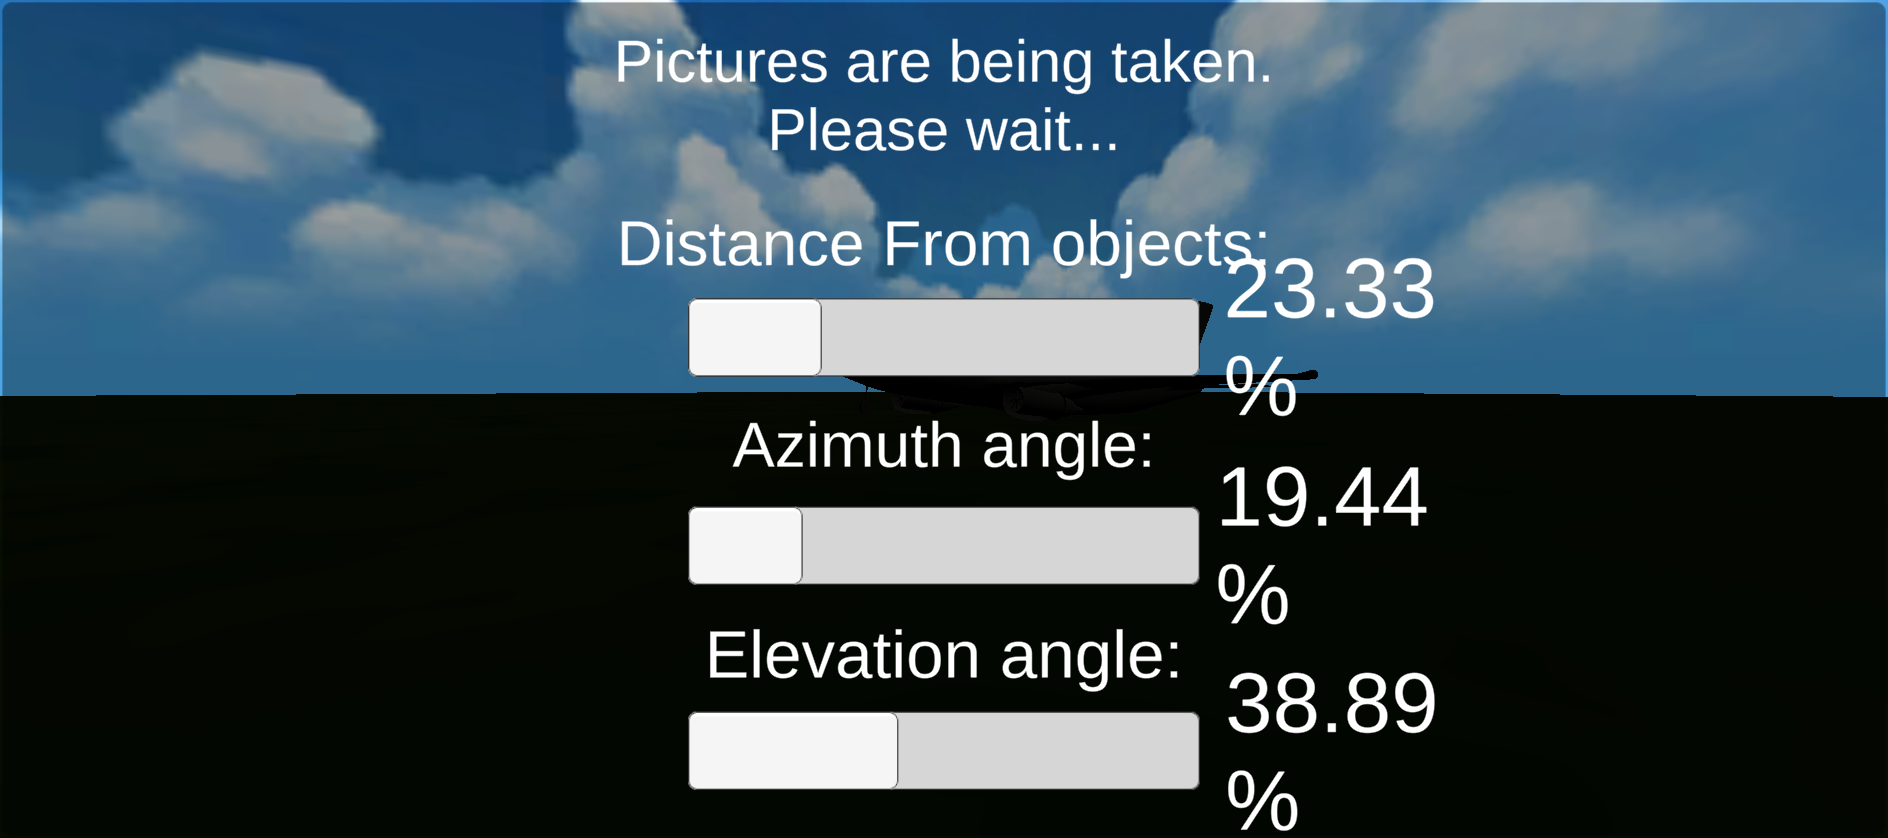 Pictures are being taken.
Please wait...
Distance From objects:
23.33
%
Azimuth angle:
19.44
%
Elevation angle:
38.89
%